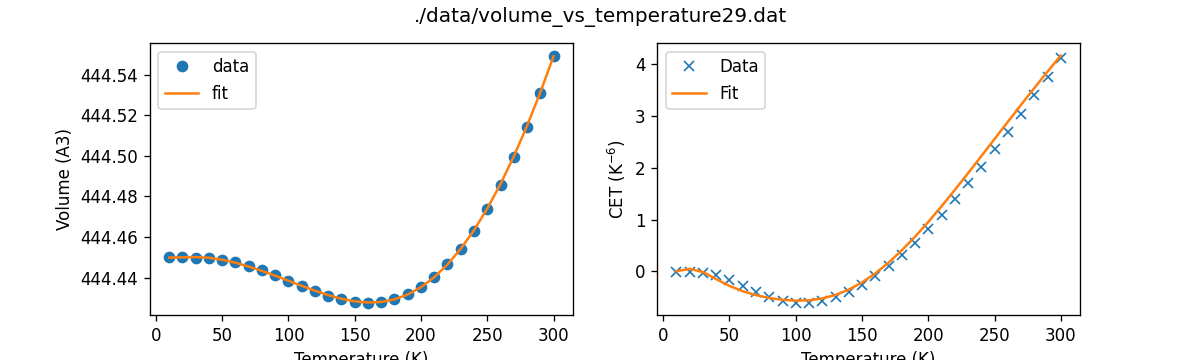 ./data/volume_vs_temperature29.dat
data
fit
444.54
444.52
444.50
444.48
444.46
444.44
Volume (A3)
0 50 100 150 200 250 300
Temperature (K)
Data
Fit
4
3
2
1
0
CET (K⁻⁶)
0 50 100 150 200 250 300
Temperature (K)